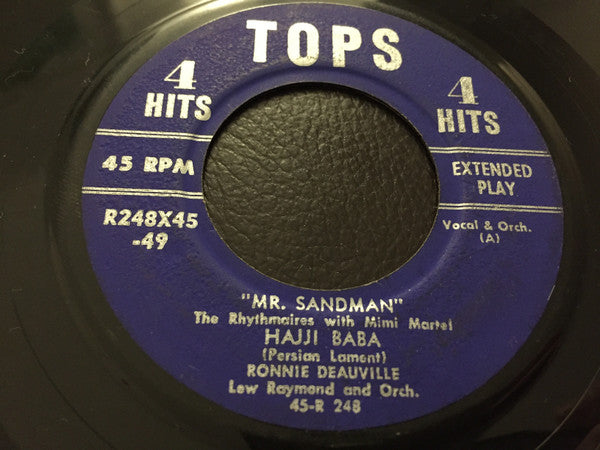 TOPS
4
HITS
4
HITS
45 RPM
EXTENDED
PLAY
R248X45
-49
Vocal & Orch.
(A)
"MR. SANDMAN"
The Rhythmaires with Mimi Martel
HAJJI BABA
(Persian Lament)
RONNIE DEAUVILLE
Lew Raymond and Orch.
45-R 248